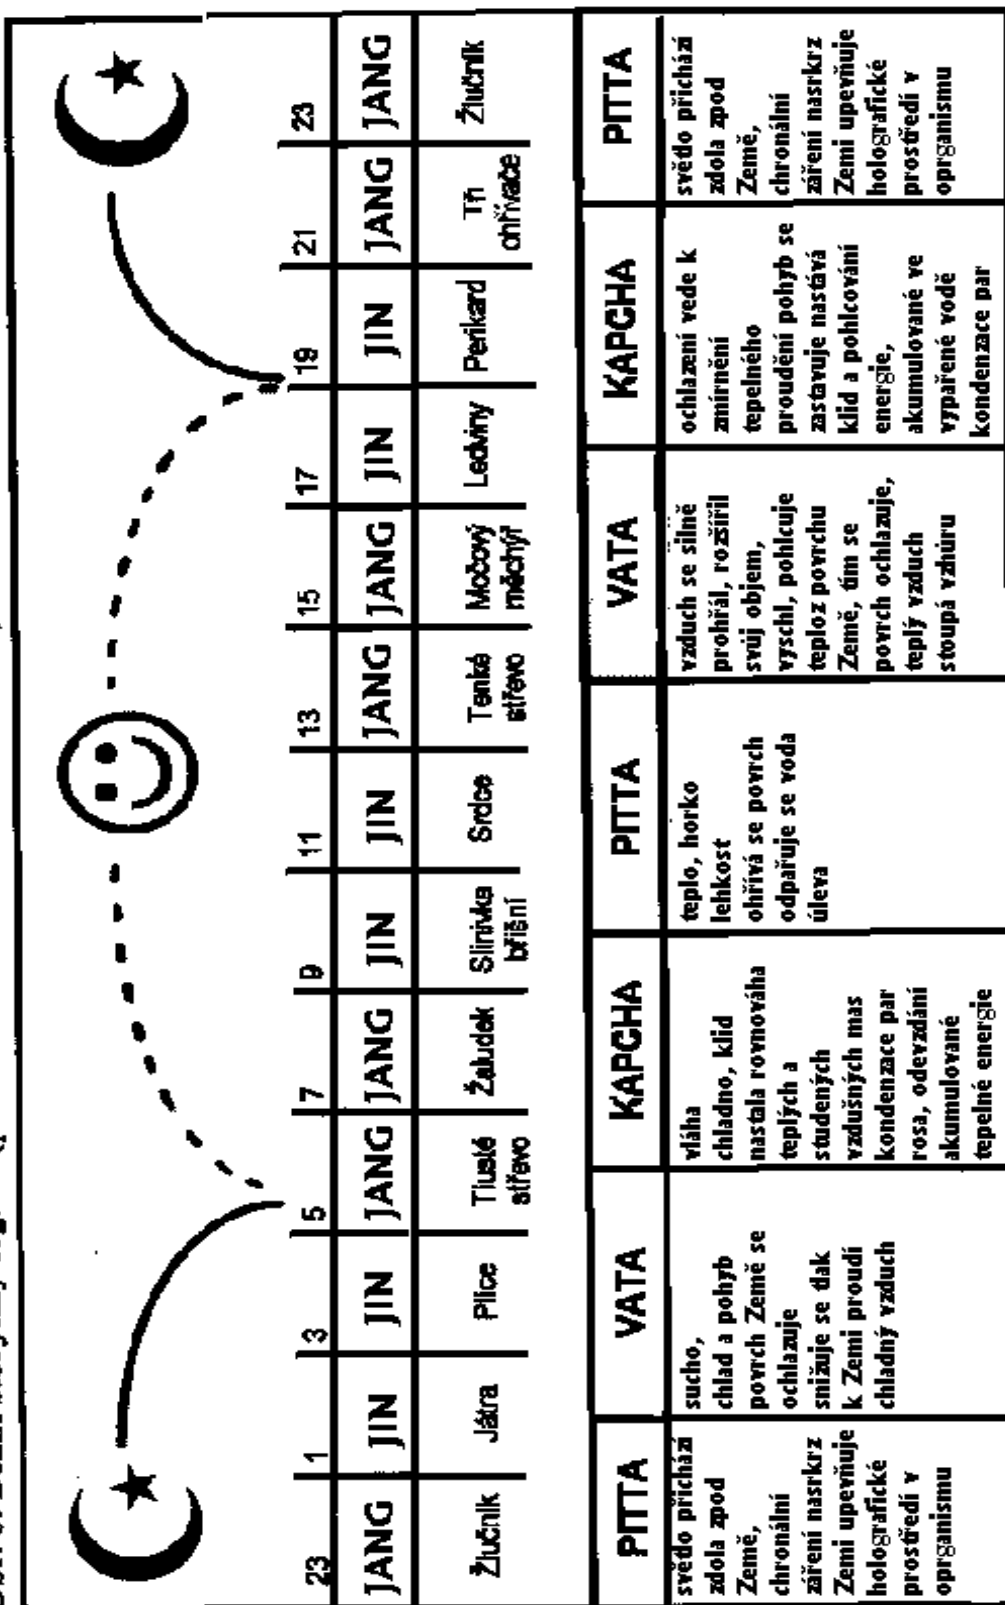 23 1 3 5 7 9 11 13 15 17 19 21 23
JANG JIN JIN JANG JANG JIN JIN JANG JANG JIN JIN JANG JANG
Žlučník
Játra
Plíce
Tlusté
střevo
Žaludek
Slinivka
břišní
Srdce
Tenké
střevo
Močový
měchýř
Ledviny
Perikard
Tři
ohřívače
Žlučník
PITTA
světlo přichází
zdola zpod
Země,
chronální
záření nasrkrz
Zemi upevňuje
holografické
prostředí v
oprganismu
VATA
sucho,
chlad a pohyb
povrch Země se
ochlazuje
snižuje se tlak
k Zemi proudí
chladný vzduch
KAPCHA
vláha
chladno, klid
nastala rovnováha
teplých a
studených
vzdušných mas
kondenzace par
rosa, odevzdání
akumulované
tepelné energie
PITTA
teplo, horko
lehkost
ohřívá se povrch
odpařuje se voda
úleva
VATA
vzduch se silně
prohřál, rozšířil
svůj objem,
vyschl, pohlcuje
teploz povrchu
Země, tím se
povrch ochlazuje,
teplý vzduch
stoupá vzhůru
KAPCHA
ochlazení vede k
zmírnění
tepelného
proudění pohyb se
zastavuje nastává
klid a pohlcování
energie,
akumulované ve
vypařené vodě
kondenzace par
PITTA
světlo přichází
zdola zpod
Země,
chronální
záření nasrkrz
Zemi upevňuje
holografické
prostředí v
oprganismu